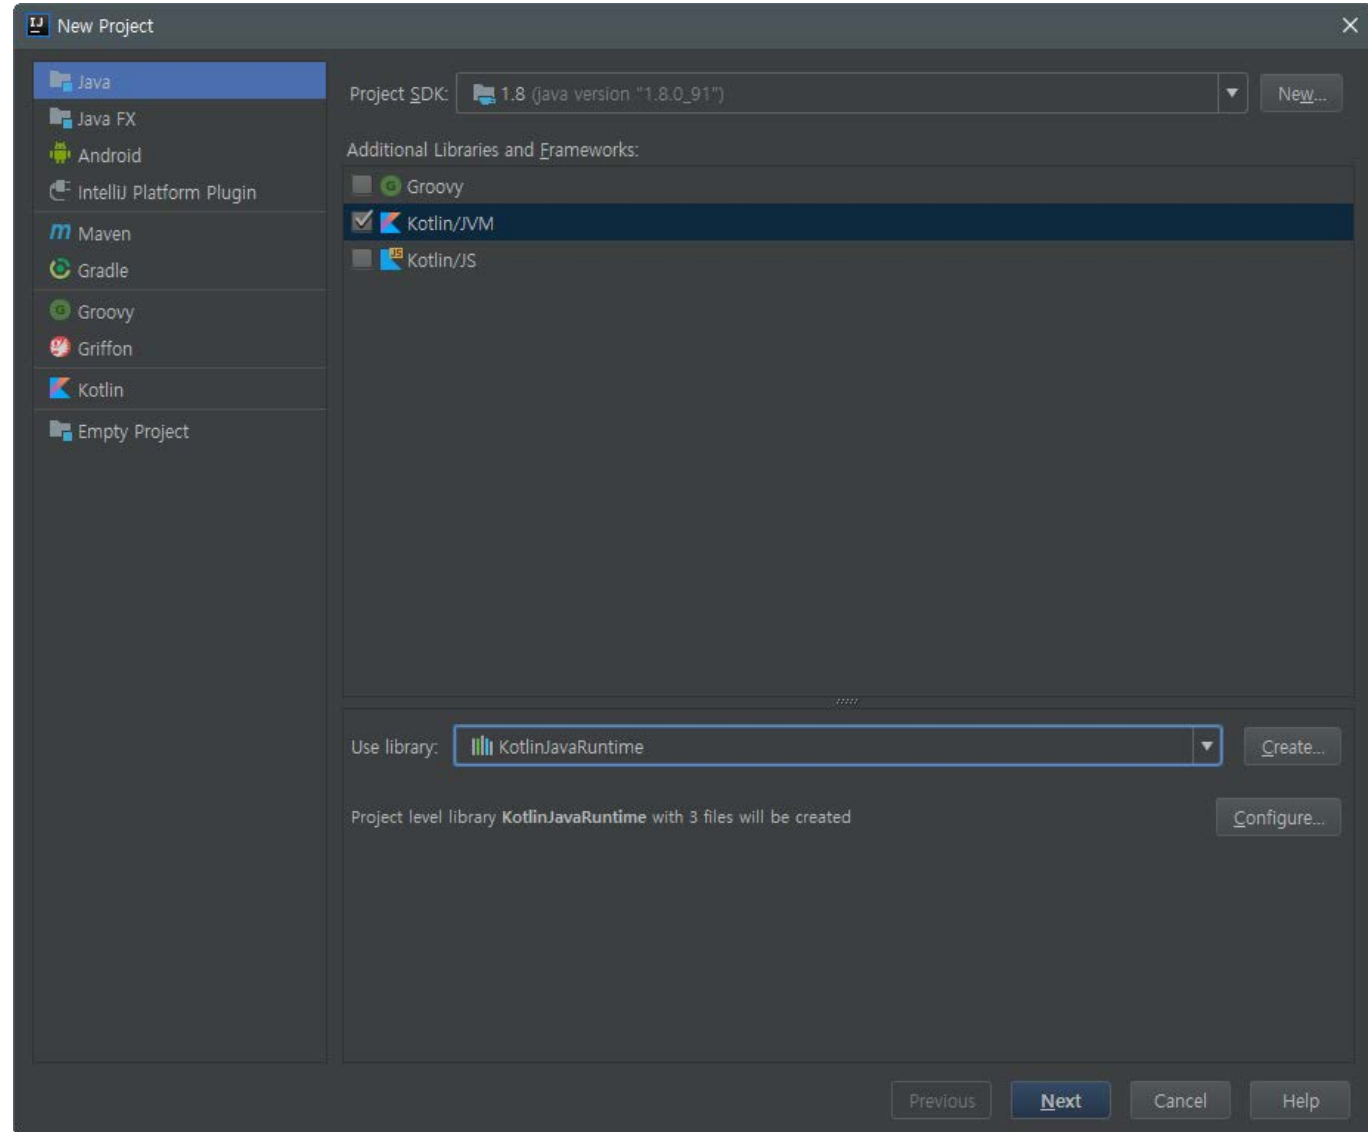 New Project
Java
Java FX
Android
IntelliJ Platform Plugin
Maven
Gradle
Groovy
Griffon
Kotlin
Empty Project
Project SDK: 1.8 (java version "1.8.0_91") New...
Additional Libraries and Frameworks:
Groovy
Kotlin/JVM
Kotlin/JS
Use library: KotlinJavaRuntime Create...
Project level library KotlinJavaRuntime with 3 files will be created Configure...
Previous Next Cancel Help